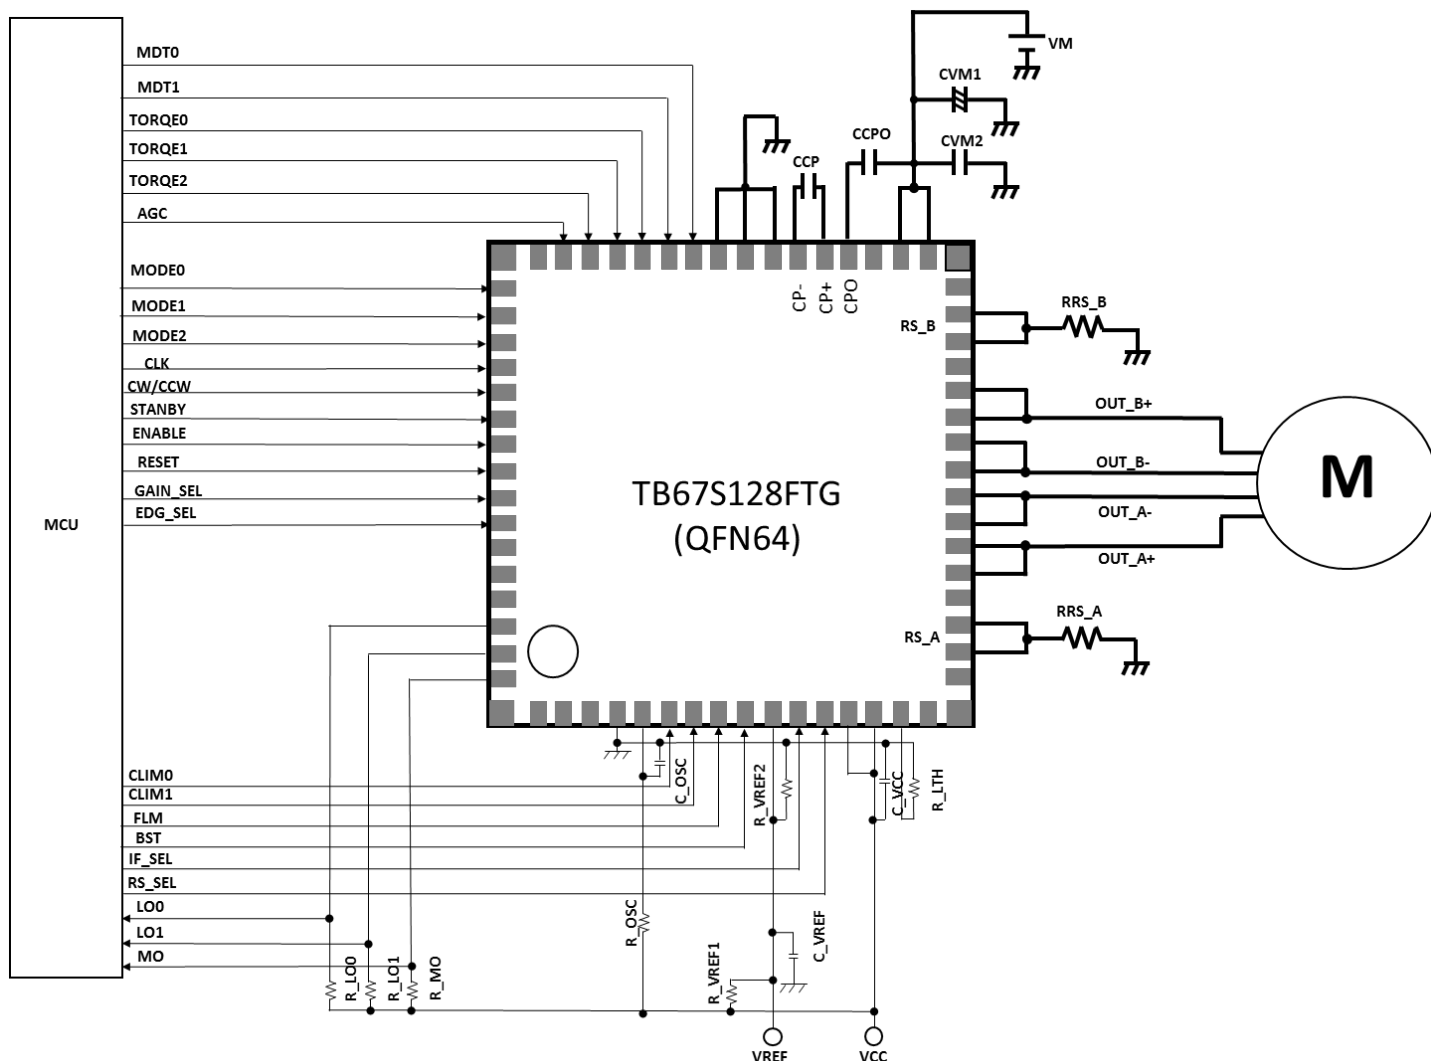 MDT0
MDT1
TORQE0
TORQE1
TORQE2
AGC
MODE0
MODE1
MODE2
CLK
CW/CCW
STANBY
ENABLE
RESET
GAIN_SEL
EDG_SEL
MCU
CLIM0
CLIM1
FLM
BST
IF_SEL
RS_SEL
LO0
LO1
MO
VM
CVM1
CVM2
CCPO
CCP
CP-
CP+
CPO
RS_B
RRS_B
OUT_B+
OUT_B-
OUT_A-
OUT_A+
M
TB67S128FTG
(QFN64)
RS_A
RRS_A
C_OSC
R_VREF2
C_VCC
R_LTH
R_OSC
C_VREF
R_VREF1
R_LO0
R_LO1
R_MO
VREF
VCC